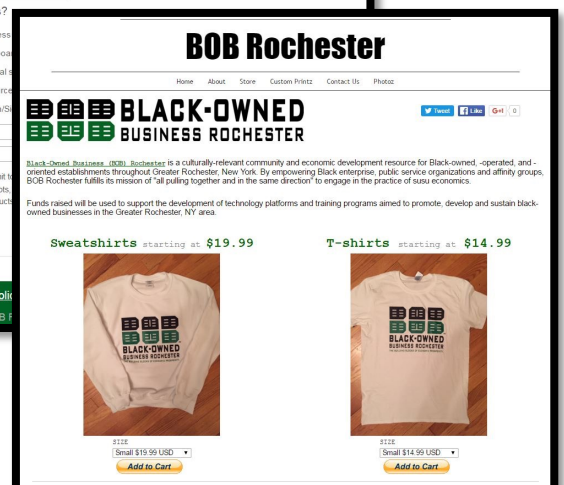 s?
BOB Rochester
Home About Store Custom Printz Contact Us Photoz
BLACK-OWNED
BUSINESS ROCHESTER
Tweet Like G+1 0
Black-Owned Business (BOB) Rochester is a culturally-relevant community and economic development resource for Black-owned, -operated, and -
oriented establishments throughout Greater Rochester, New York. By empowering Black enterprise, public service organizations and affinity groups,
BOB Rochester fulfills its mission of "all pulling together and in the same direction" to engage in the practice of susu economics.
Funds raised will be used to support the development of technology platforms and training programs aimed to promote, develop and sustain black-
owned businesses in the Greater Rochester, NY area.
Sweatshirts starting at $19.99
T-shirts starting at $14.99
BOB
BOB
BLACK-OWNED
BUSINESS ROCHESTER
BOB
BOB
BLACK-OWNED
BUSINESS ROCHESTER
SIZE
Small $19.99 USD
Add to Cart
SIZE
Small $14.99 USD
Add to Cart